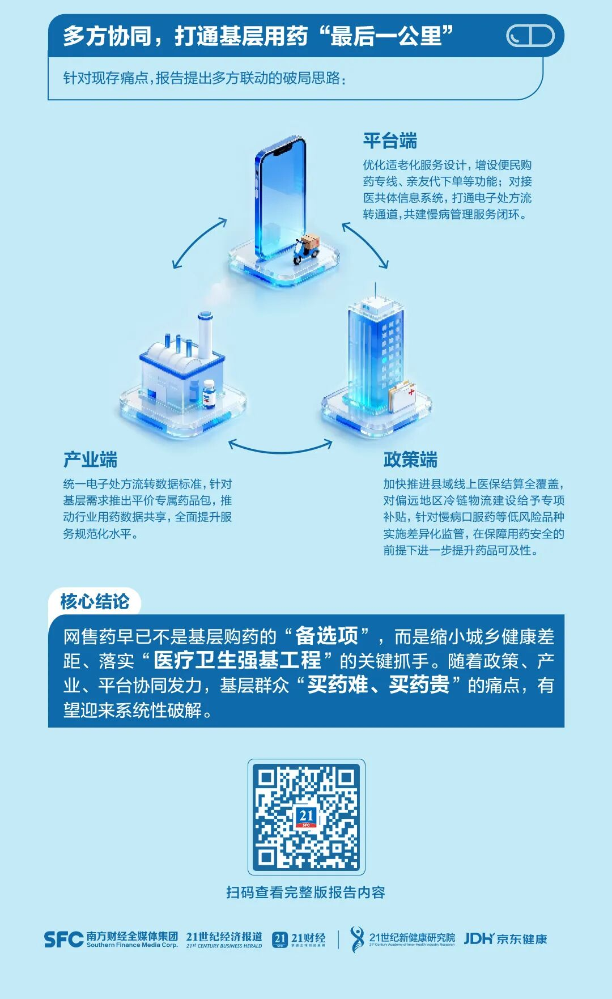 多方协同，打通基层用药“最后一公里”
针对现存痛点，报告提出多方联动的破局思路：
平台端
优化适老化服务设计，增设便民购
药专线、亲友代下单等功能；对接
医共体信息系统，打通电子处方流
转通道，共建慢病管理服务闭环。
产业端
统一电子处方流转数据标准，针对
基层需求推出平价专属药品包，推
动行业用药数据共享，全面提升服
务规范化水平。
政策端
加快推进县域线上医保结算全覆盖，
对偏远地区冷链物流建设给予专项
补贴，针对慢病口服药等低风险品种
实施差异化监管，在保障用药安全的
前提下进一步提升药品可及性。
核心结论
网售药早已不是基层购药的“备选项”，而是缩小城乡健康差
距、落实“医疗卫生强基工程”的关键抓手。随着政策、产
业、平台协同发力，基层群众“买药难、买药贵”的痛点，有
望迎来系统性破解。
21
SFC
扫码查看完整版报告内容
SFC 南方财经全媒体集团
Southern Finance Media Corp.
21世纪经济报道
21st CENTURY BUSINESS HERALD
21
SFC
21财经
掌握全球财经脉搏
21世纪新健康研究院
21st Century Academy of Inno-Health Industry Research
JDH 京东健康